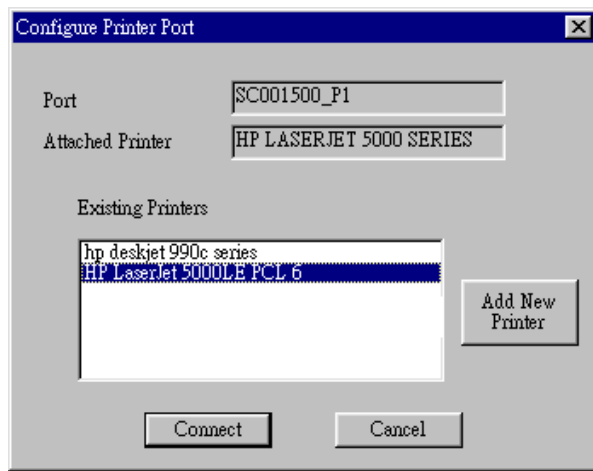 Configure Printer Port
Port
SC001500_P1
Attached Printer
HP LASERJET 5000 SERIES
Existing Printers
hp deskjet 990c series
HP LaserJet 5000LE PCL 6
Add New
Printer
Connect
Cancel